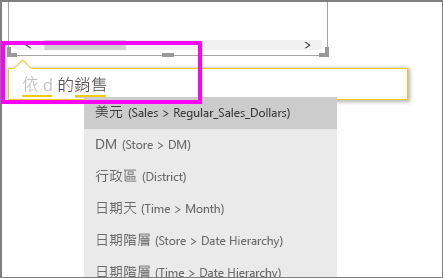 依 d 的銷售
美元 (Sales > Regular_Sales_Dollars)
DM (Store > DM)
行政區 (District)
日期天 (Time > Month)
日期階層 (Store > Date Hierarchy)
日期階層 (Time > Date Hierarchy)